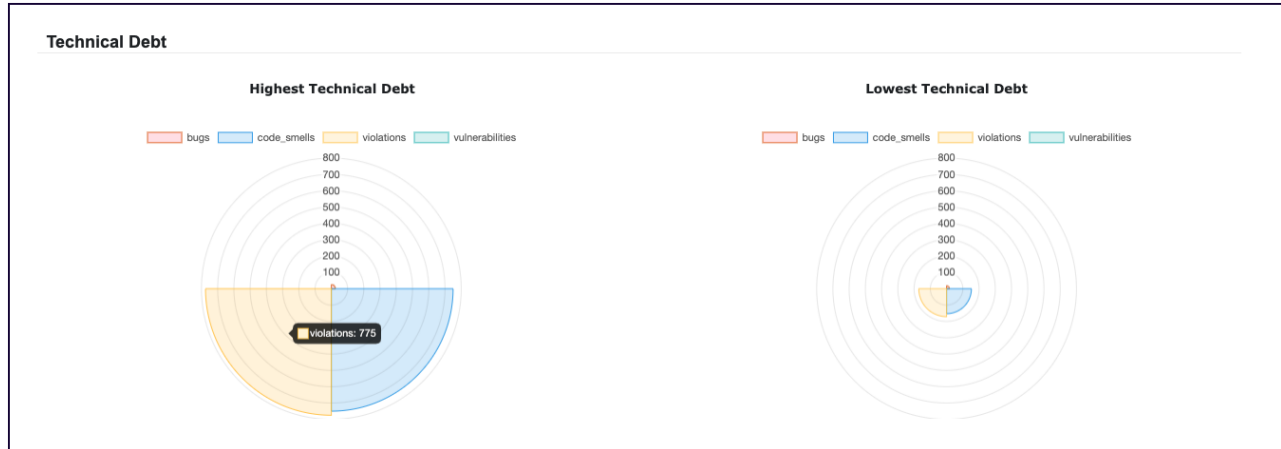 Technical Debt
Highest Technical Debt
bugs code_smells violations vulnerabilities
800
700
600
500
400
300
200
100
violations: 775
Lowest Technical Debt
bugs code_smells violations vulnerabilities
800
700
600
500
400
300
200
100